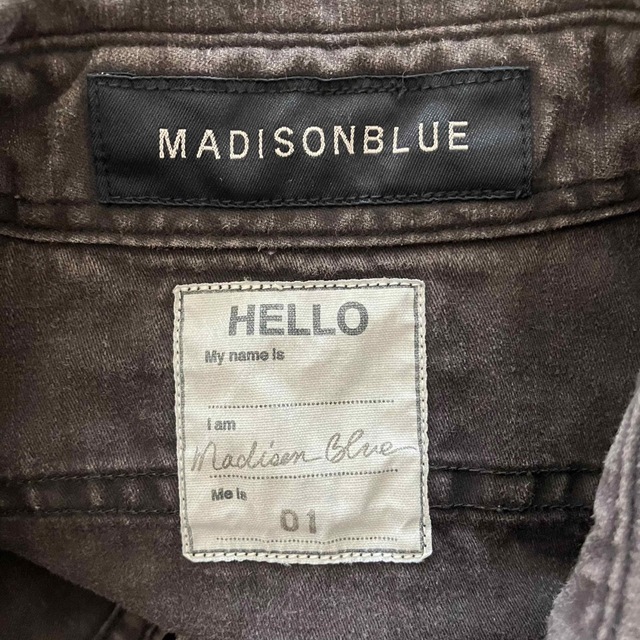 MADISONBLUE
HELLO
My name is
I am
Madison Blue
Me is
01